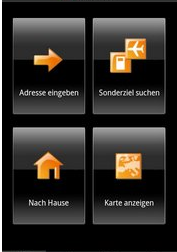 Adresse eingeben
Sonderziel suchen
Nach Hause
Karte anzeigen